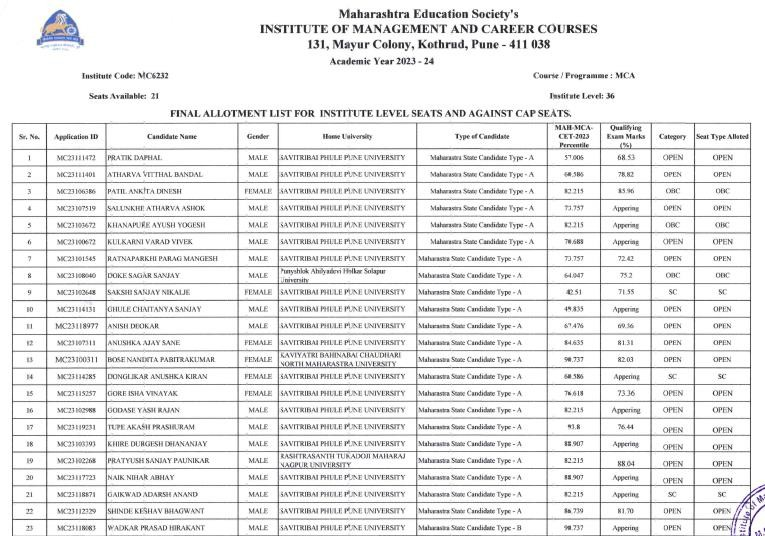 Maharashtra Education Society's
INSTITUTE OF MANAGEMENT AND CAREER COURSES
131, Mayur Colony, Kothrud, Pune - 411 038
Academic Year 2023 - 24
Institute Code: MC6232 Course / Programme : MCA
Seats Available: 21 Institute Level: 36
FINAL ALLOTMENT LIST FOR INSTITUTE LEVEL SEATS AND AGAINST CAP SEATS.
Sr. No. Application ID Candidate Name Gender Home University Type of Candidate MAH-MCA-CET-2023 Percentile Qualifying Exam Marks (%) Category Seat Type Alloted
1 MC23111472 PRATIK DAPHAL MALE SAVITRIBAI PHULE PUNE UNIVERSITY Maharastra State Candidate Type - A 57.006 68.53 OPEN OPEN
2 MC23111401 ATHARVA VITTHAL BANDAL MALE SAVITRIBAI PHULE PUNE UNIVERSITY Maharastra State Candidate Type - A 60.586 78.82 OPEN OPEN
3 MC23106386 PATIL ANKITA DINESH FEMALE SAVITRIBAI PHULE PUNE UNIVERSITY Maharastra State Candidate Type - A 82.215 85.96 OBC OBC
4 MC23107519 SALUNKHE ATHARVA ASHOK MALE SAVITRIBAI PHULE PUNE UNIVERSITY Maharastra State Candidate Type - A 73.757 Appering OPEN OPEN
5 MC23103672 KHANAPURE AYUSH YOGESH MALE SAVITRIBAI PHULE PUNE UNIVERSITY Maharastra State Candidate Type - A 82.215 Appering OBC OBC
6 MC23100672 KULKARNI VARAD VIVEK MALE SAVITRIBAI PHULE PUNE UNIVERSITY Maharastra State Candidate Type - A 70.688 Appering OPEN OPEN
7 MC23101545 RATNAPARKHI PARAG MANGESH MALE SAVITRIBAI PHULE PUNE UNIVERSITY Maharastra State Candidate Type - A 73.757 72.42 OPEN OPEN
8 MC23108040 DOKE SAGAR SANJAY MALE Punyshlok Ahilyadevi Holkar Solapur University Maharastra State Candidate Type - A 64.047 75.2 OBC OBC
9 MC23102648 SAKSHI SANJAY NIKALJE FEMALE SAVITRIBAI PHULE PUNE UNIVERSITY Maharastra State Candidate Type - A 42.51 71.55 SC SC
10 MC23114131 GHULE CHAITANYA SANJAY MALE SAVITRIBAI PHULE PUNE UNIVERSITY Maharastra State Candidate Type - A 49.835 Appering OPEN OPEN
11 MC23118977 ANISH DEOKAR MALE SAVITRIBAI PHULE PUNE UNIVERSITY Maharastra State Candidate Type - A 67.476 69.36 OPEN OPEN
12 MC23107311 ANUSHKA AJAY SANE FEMALE SAVITRIBAI PHULE PUNE UNIVERSITY Maharastra State Candidate Type - A 84.635 81.31 OPEN OPEN
13 MC23100311 BOSE NANDITA PABITRAKUMAR FEMALE KAVIYATRI BAHINABAI CHAUDHARI NORTH MAHARASTRA UNIVERSITY Maharastra State Candidate Type - A 90.737 82.03 OPEN OPEN
14 MC23114285 DONGLIKAR ANUSHKA KIRAN FEMALE SAVITRIBAI PHULE PUNE UNIVERSITY Maharastra State Candidate Type - A 60.586 Appering SC SC
15 MC23115257 GORE ISHA VINAYAK FEMALE SAVITRIBAI PHULE PUNE UNIVERSITY Maharastra State Candidate Type - A 76.618 73.36 OPEN OPEN
16 MC23102988 GODASE YASH RAJAN MALE SAVITRIBAI PHULE PUNE UNIVERSITY Maharastra State Candidate Type - A 82.215 Appering OPEN OPEN
17 MC23119231 TUPE AKASH PRASHURAM MALE SAVITRIBAI PHULE PUNE UNIVERSITY Maharastra State Candidate Type - A 93.8 76.44 OPEN OPEN
18 MC23103393 KHIRE DURGESH DHANANJAY MALE SAVITRIBAI PHULE PUNE UNIVERSITY Maharastra State Candidate Type - A 88.907 Appering OPEN OPEN
19 MC23102268 PRATYUSH SANJAY PAUNIKAR MALE RASHTRASANTH TUKADOJI MAHARAJ NAGPUR UNIVERSITY Maharastra State Candidate Type - A 82.215 88.04 OPEN OPEN
20 MC23117723 NAIK NIHAR ABHAY MALE SAVITRIBAI PHULE PUNE UNIVERSITY Maharastra State Candidate Type - A 88.907 Appering OPEN OPEN
21 MC23118871 GAIKWAD ADARSH ANAND MALE SAVITRIBAI PHULE PUNE UNIVERSITY Maharastra State Candidate Type - A 82.215 Appering SC SC
22 MC23112329 SHINDE KESHAV BHAGWANT MALE SAVITRIBAI PHULE PUNE UNIVERSITY Maharastra State Candidate Type - A 86.739 81.70 OPEN OPEN
23 MC23118083 WADKAR PRASAD HIRAKANT MALE SAVITRIBAI PHULE PUNE UNIVERSITY Maharastra State Candidate Type - B 90.737 Appering OPEN OPEN